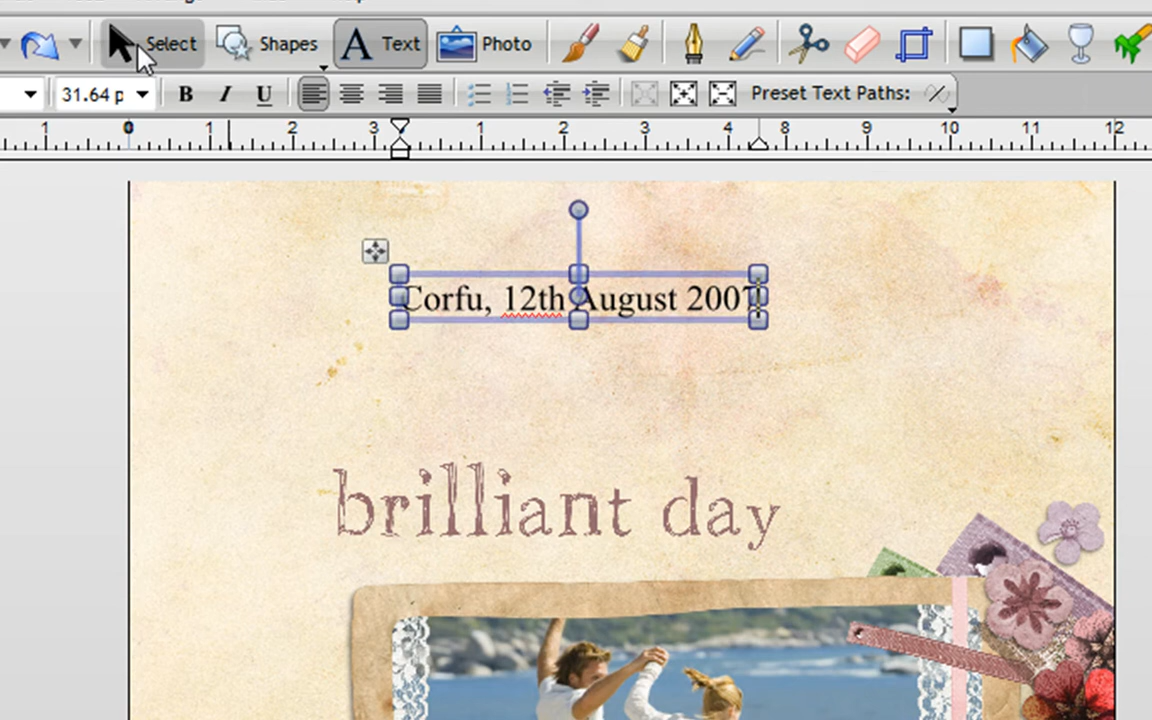 Select Shapes A Text Photo
31.64 p B I U Preset Text Paths:
1 0 1 2 3 1 2 3 4 8 9 10 11 12
Corfu, 12th August 2007
brilliant day